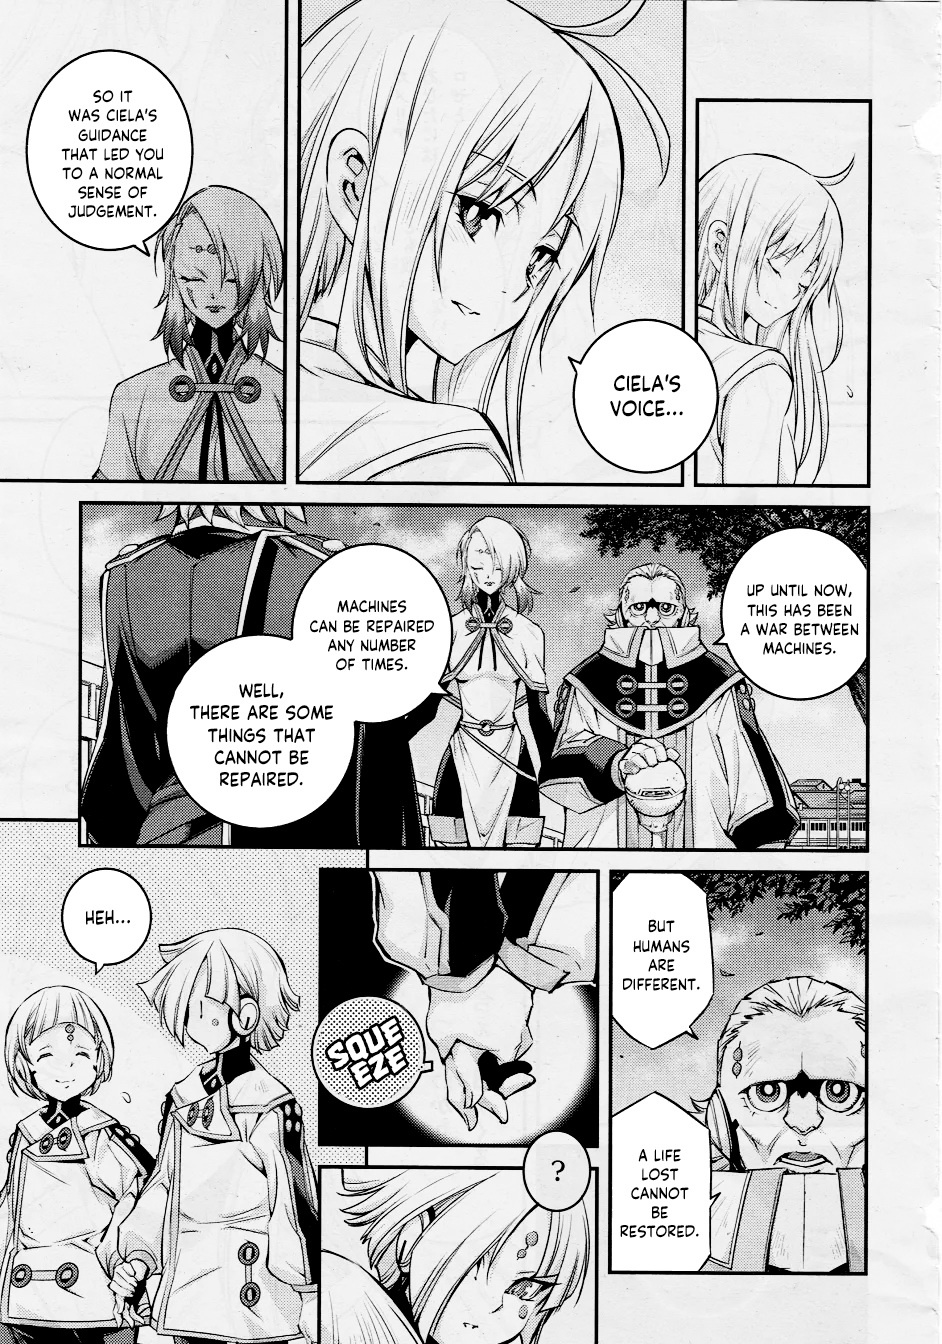 CIELA'S
VOICE...
SO IT
WAS CIELA'S
GUIDANCE
THAT LED YOU
TO A NORMAL
SENSE OF
JUDGEMENT.
UP UNTIL NOW,
THIS HAS BEEN
A WAR BETWEEN
MACHINES.
MACHINES
CAN BE REPAIRED
ANY NUMBER
OF TIMES.
WELL,
THERE ARE SOME
THINGS THAT
CANNOT BE
REPAIRED.
BUT
HUMANS
ARE
DIFFERENT.
A LIFE
LOST
CANNOT
BE
RESTORED.
SQUE
EZE
?
HEH...